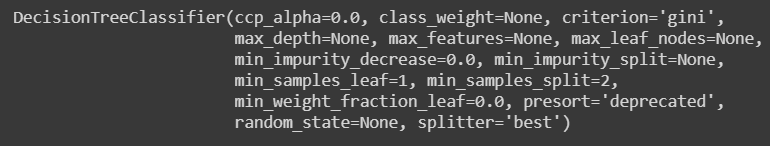 DecisionTreeClassifier(ccp_alpha=0.0, class_weight=None, criterion='gini',
max_depth=None, max_features=None, max_leaf_nodes=None,
min_impurity_decrease=0.0, min_impurity_split=None,
min_samples_leaf=1, min_samples_split=2,
min_weight_fraction_leaf=0.0, presort='deprecated',
random_state=None, splitter='best')